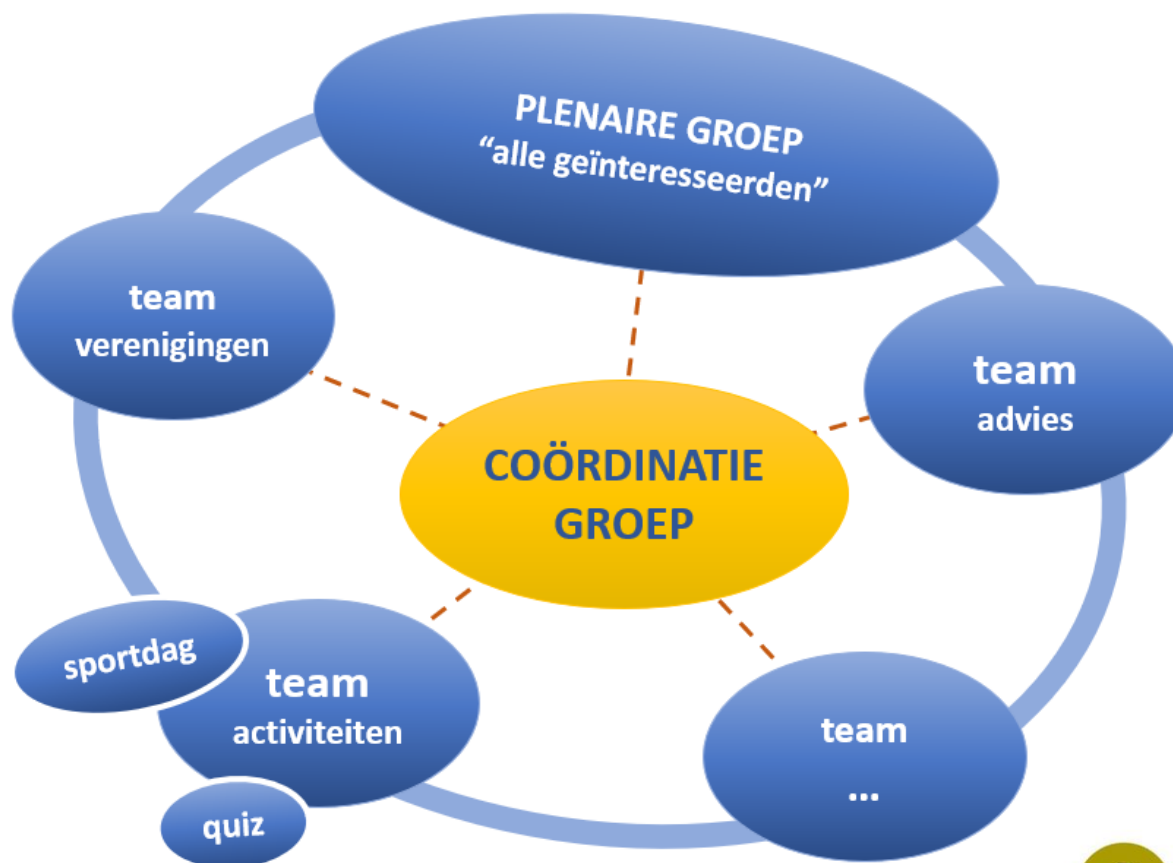 PLENAIRE GROEP
“alle geïnteresseerden”
team
verenigingen
team
advies
COÖRDINATIE
GROEP
sportdag
team
activiteiten
quiz
team
...